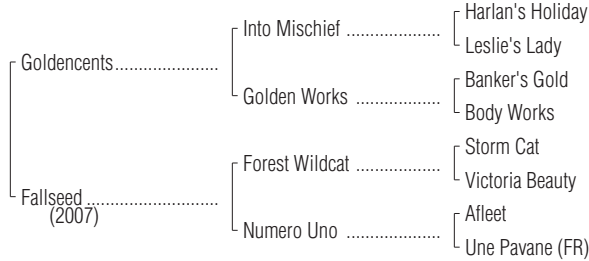 Harlan's Holiday
Into Mischief ....................
Leslie's Lady
Goldencents......................
Banker's Gold
Golden Works ..................
Body Works
Storm Cat
Forest Wildcat ..................
Victoria Beauty
Fallseed ............................
(2007)
Afleet
Numero Uno ....................
Une Pavane (FR)